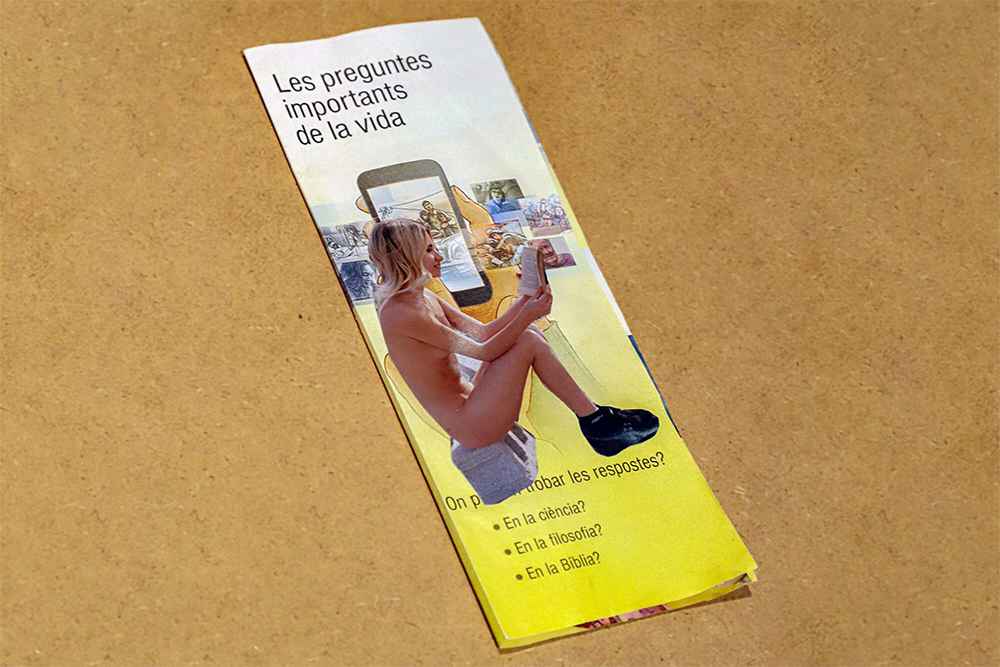 Les preguntes
importants
de la vida
On p trobar les respostes?
• En la ciència?
• En la filosofia?
• En la Bíblia?